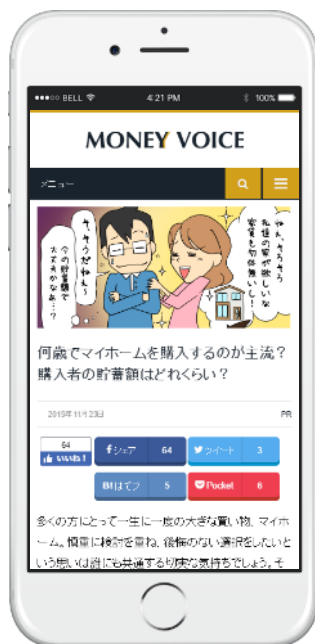 BELL 4:21 PM 100%
MONEY VOICE
メニュー
ねぇ、そろそろ
私達の家が欲しいな
家賃も勿体無いし!
そ、そうだねぇ〜
今の貯蓄額で
大丈夫かなぁ…?
何歳でマイホームを購入するのが主流?
購入者の貯蓄額はどれくらい?
2015年11月23日 PR
64
いいね!
シェア 64
ツイート 3
B!はてブ 5
Pocket 6
多くの方にとって一生に一度の大きな買い物、マイホ
ーム。慎重に検討を重ね、後悔のない選択をしたいと
いう思いは誰にも共通する切実な気持ちでしょう。そ